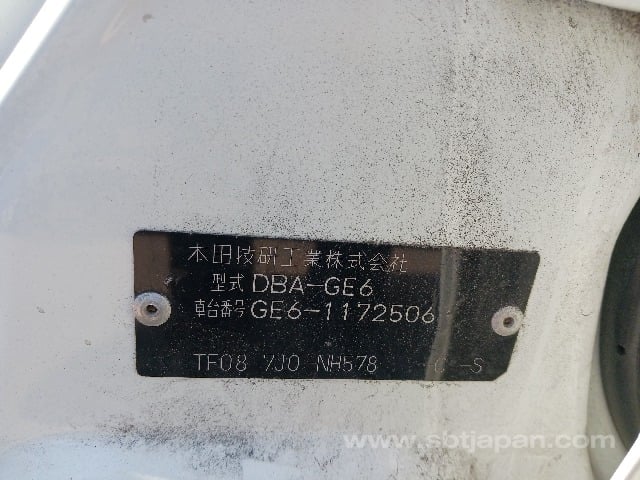 本田技研工業株式会社
型式 DBA-GE6
車台番号 GE6-1172506
TF08 7J0 NH578 C -S
www.sbtjapan.com